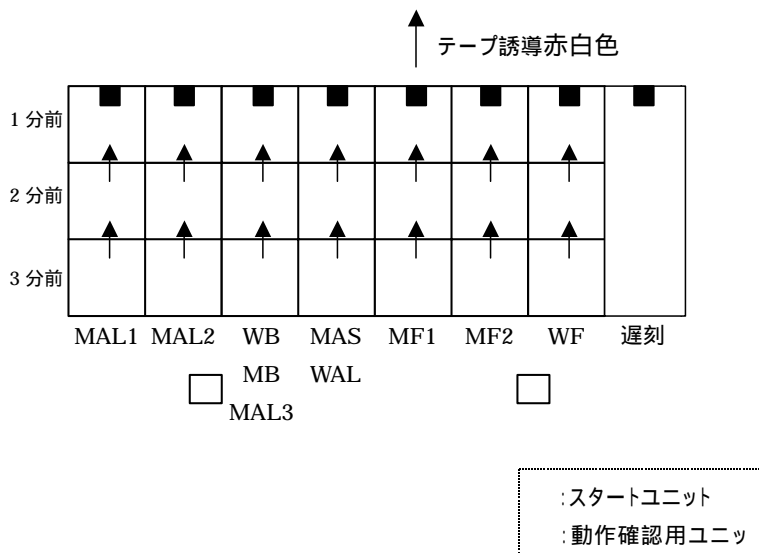 テープ誘導赤白色
1 分前
2 分前
3 分前
MAL1 MAL2 WB MAS MF1 MF2 WF 遅刻
MB WAL
MAL3
:スタートユニット
:動作確認用ユニッ